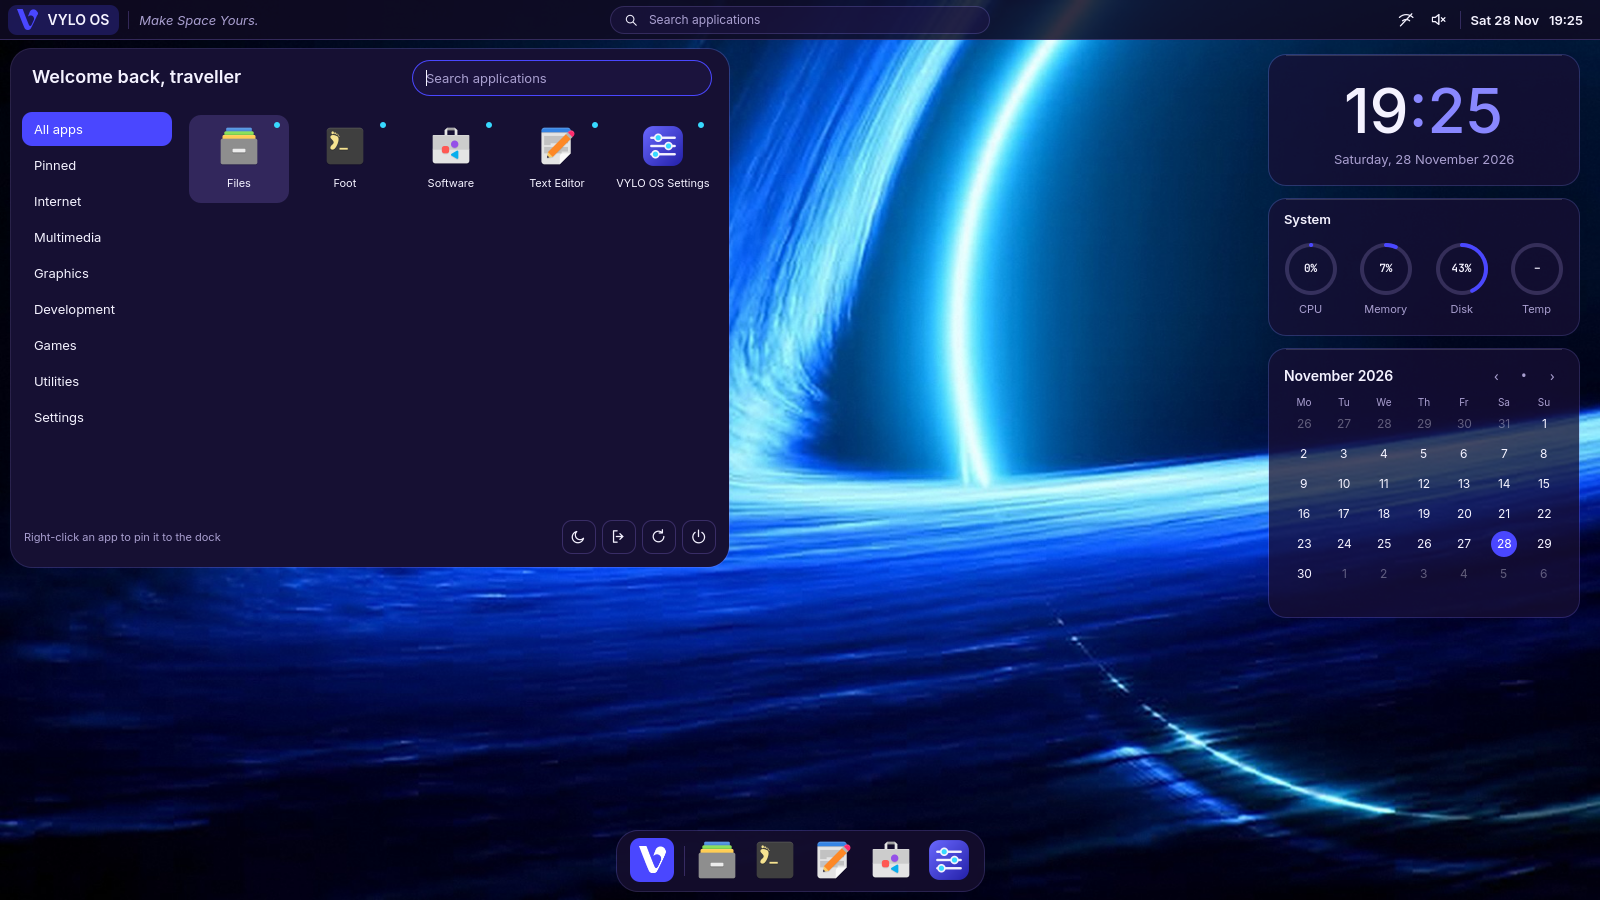 VYLO OS
Make Space Yours.
Search applications
Sat 28 Nov 19:25
Welcome back, traveller
Search applications
All apps
Pinned
Internet
Multimedia
Graphics
Development
Games
Utilities
Settings
Files
Foot
Software
Text Editor
VYLO OS Settings
Right-click an app to pin it to the dock
19:25
Saturday, 28 November 2026
System
0% 7% 43% –
CPU Memory Disk Temp
November 2026
Mo Tu We Th Fr Sa Su
26 27 28 29 30 31 1
2 3 4 5 6 7 8
9 10 11 12 13 14 15
16 17 18 19 20 21 22
23 24 25 26 27 28 29
30 1 2 3 4 5 6